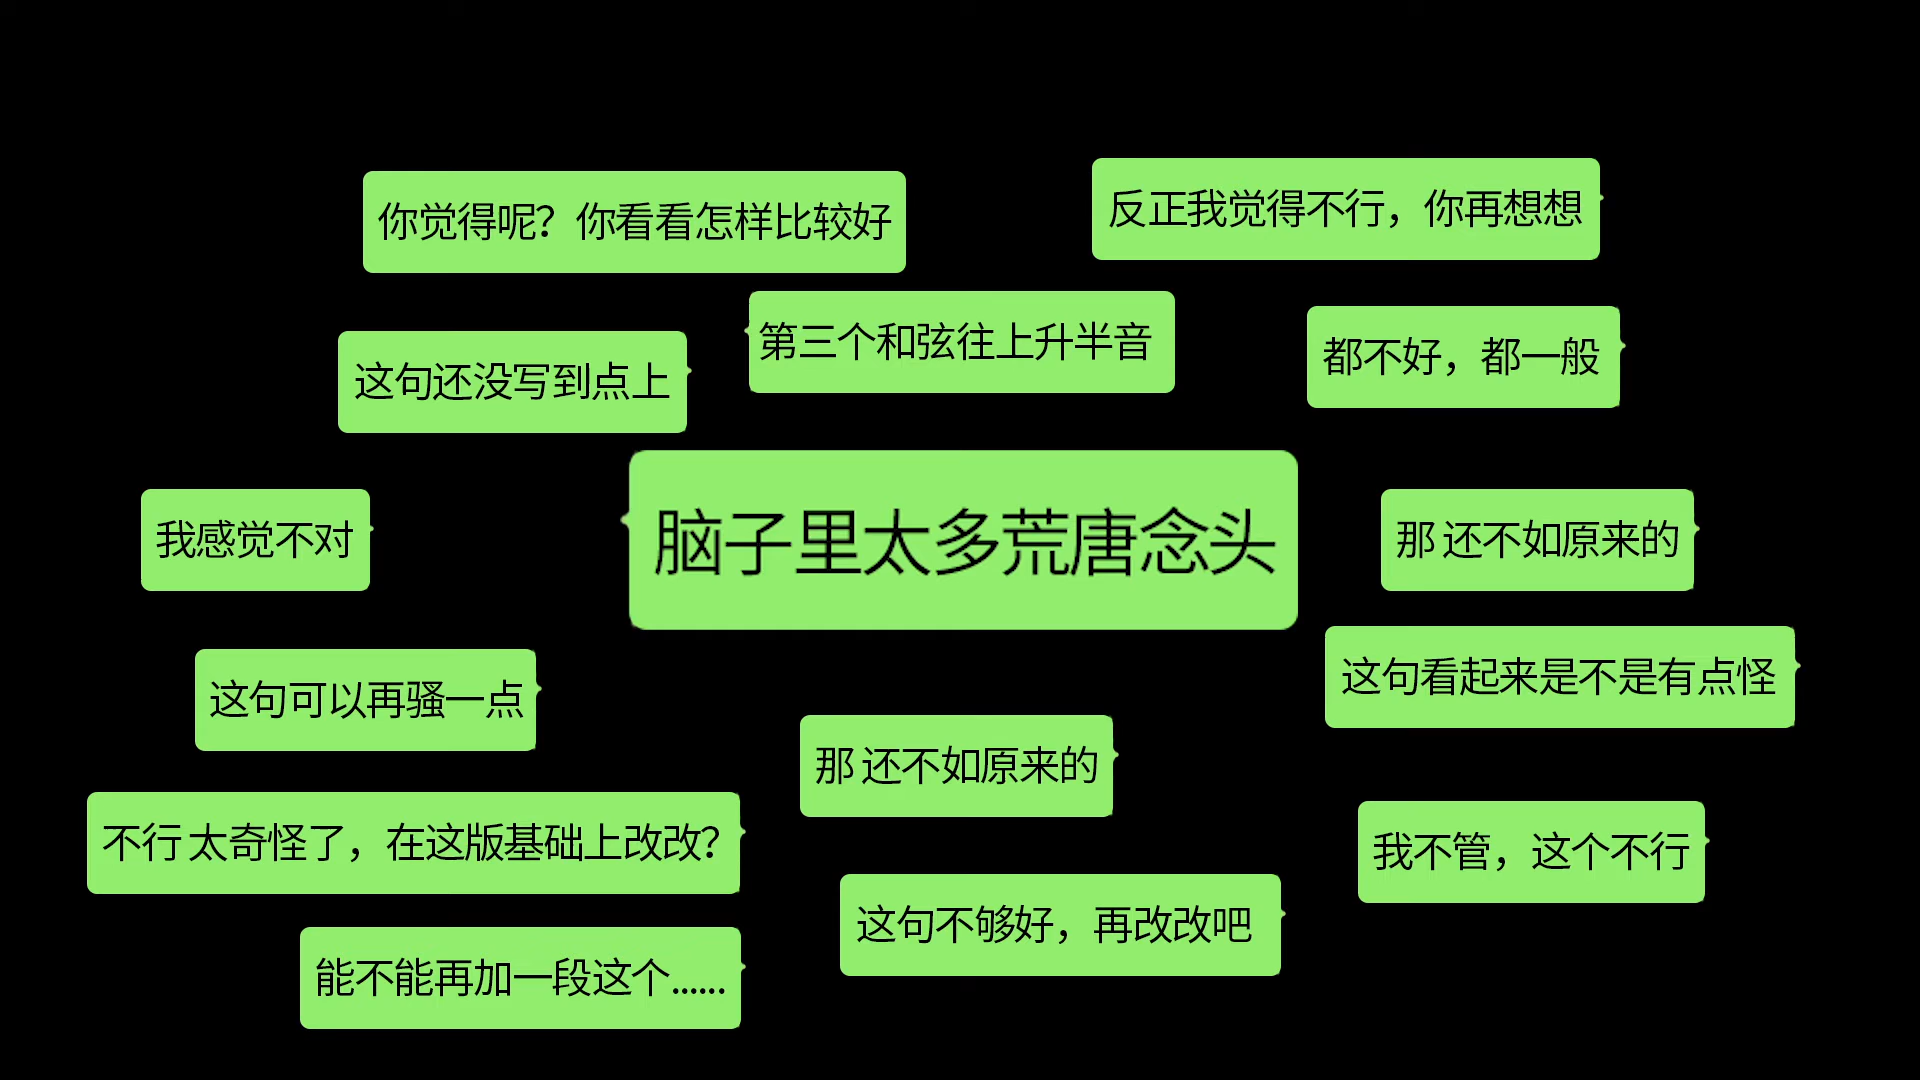 你觉得呢？你看看怎样比较好
反正我觉得不行，你再想想
第三个和弦往上升半音
都不好，都一般
这句还没写到点上
我感觉不对
脑子里太多荒唐念头
那 还不如原来的
这句看起来是不是有点怪
这句可以再骚一点
那 还不如原来的
不行 太奇怪了，在这版基础上改改？
我不管，这个不行
这句不够好，再改改吧
能不能再加一段这个......